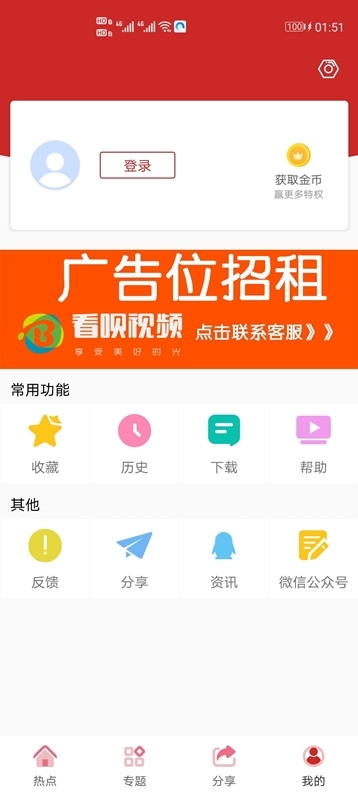 HD 1 4G 4G 100 01:51
HD 2
登录
获取金币
赢更多特权
广告位招租
看呗视频 点击联系客服》》
享受美好时光
常用功能
收藏 历史 下载 帮助
其他
反馈 分享 资讯 微信公众号
热点 专题 分享 我的